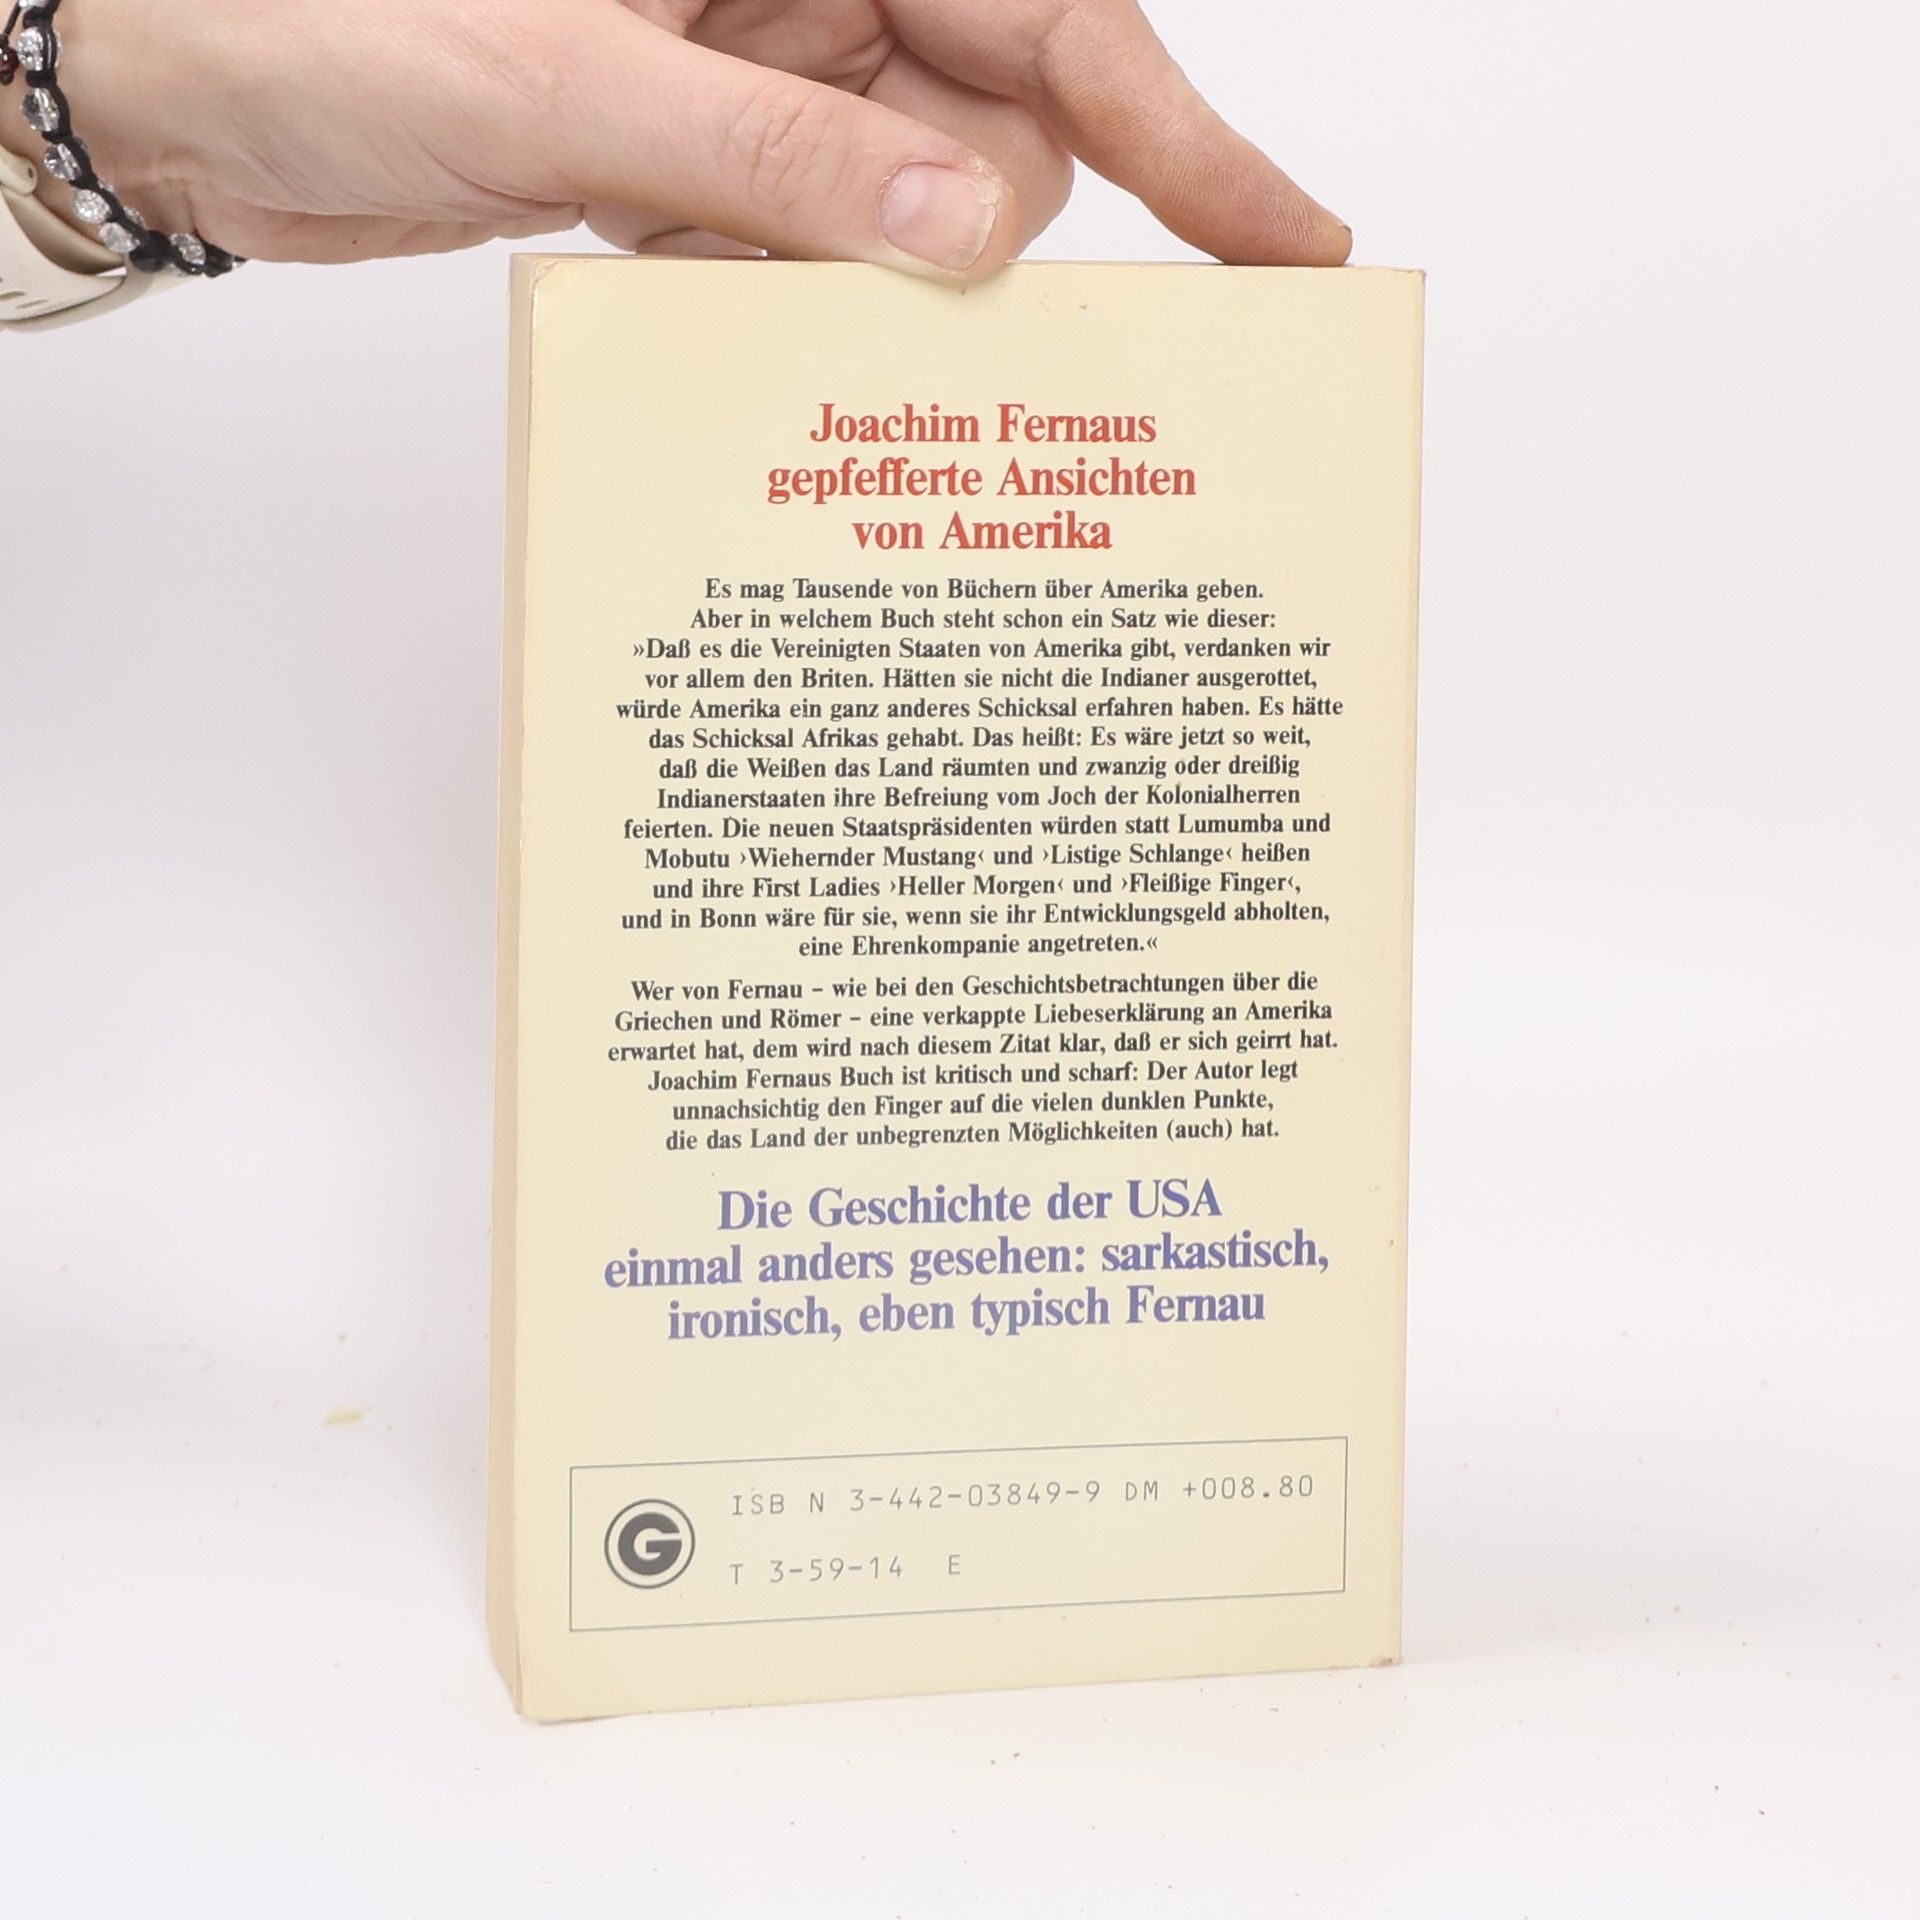 Joachim Fernaus
gepfefferte Ansichten
von Amerika
Es mag Tausende von Büchern über Amerika geben.
Aber in welchem Buch steht schon ein Satz wie dieser:
»Daß es die Vereinigten Staaten von Amerika gibt, verdanken wir
vor allem den Briten. Hätten sie nicht die Indianer ausgerottet,
würde Amerika ein ganz anderes Schicksal erfahren haben. Es hätte
das Schicksal Afrikas gehabt. Das heißt: Es wäre jetzt so weit,
daß die Weißen das Land räumten und zwanzig oder dreißig
Indianerstaaten ihre Befreiung vom Joch der Kolonialherren
feierten. Die neuen Staatspräsidenten würden statt Lumumba und
Mobutu ›Wiehernder Mustang‹ und ›Listige Schlange‹ heißen
und ihre First Ladies ›Heller Morgen‹ und ›Fleißige Finger‹,
und in Bonn wäre für sie, wenn sie ihr Entwicklungsgeld abholten,
eine Ehrenkompanie angetreten.«
Wer von Fernau – wie bei den Geschichtsbetrachtungen über die
Griechen und Römer – eine verkappte Liebeserklärung an Amerika
erwartet hat, dem wird nach diesem Zitat klar, daß er sich geirrt hat.
Joachim Fernaus Buch ist kritisch und scharf: Der Autor legt
unnachsichtig den Finger auf die vielen dunklen Punkte,
die das Land der unbegrenzten Möglichkeiten (auch) hat.
Die Geschichte der USA
einmal anders gesehen: sarkastisch,
ironisch, eben typisch Fernau
G
ISB N 3-442-03849-9 DM +008.80
T 3-59-14 E